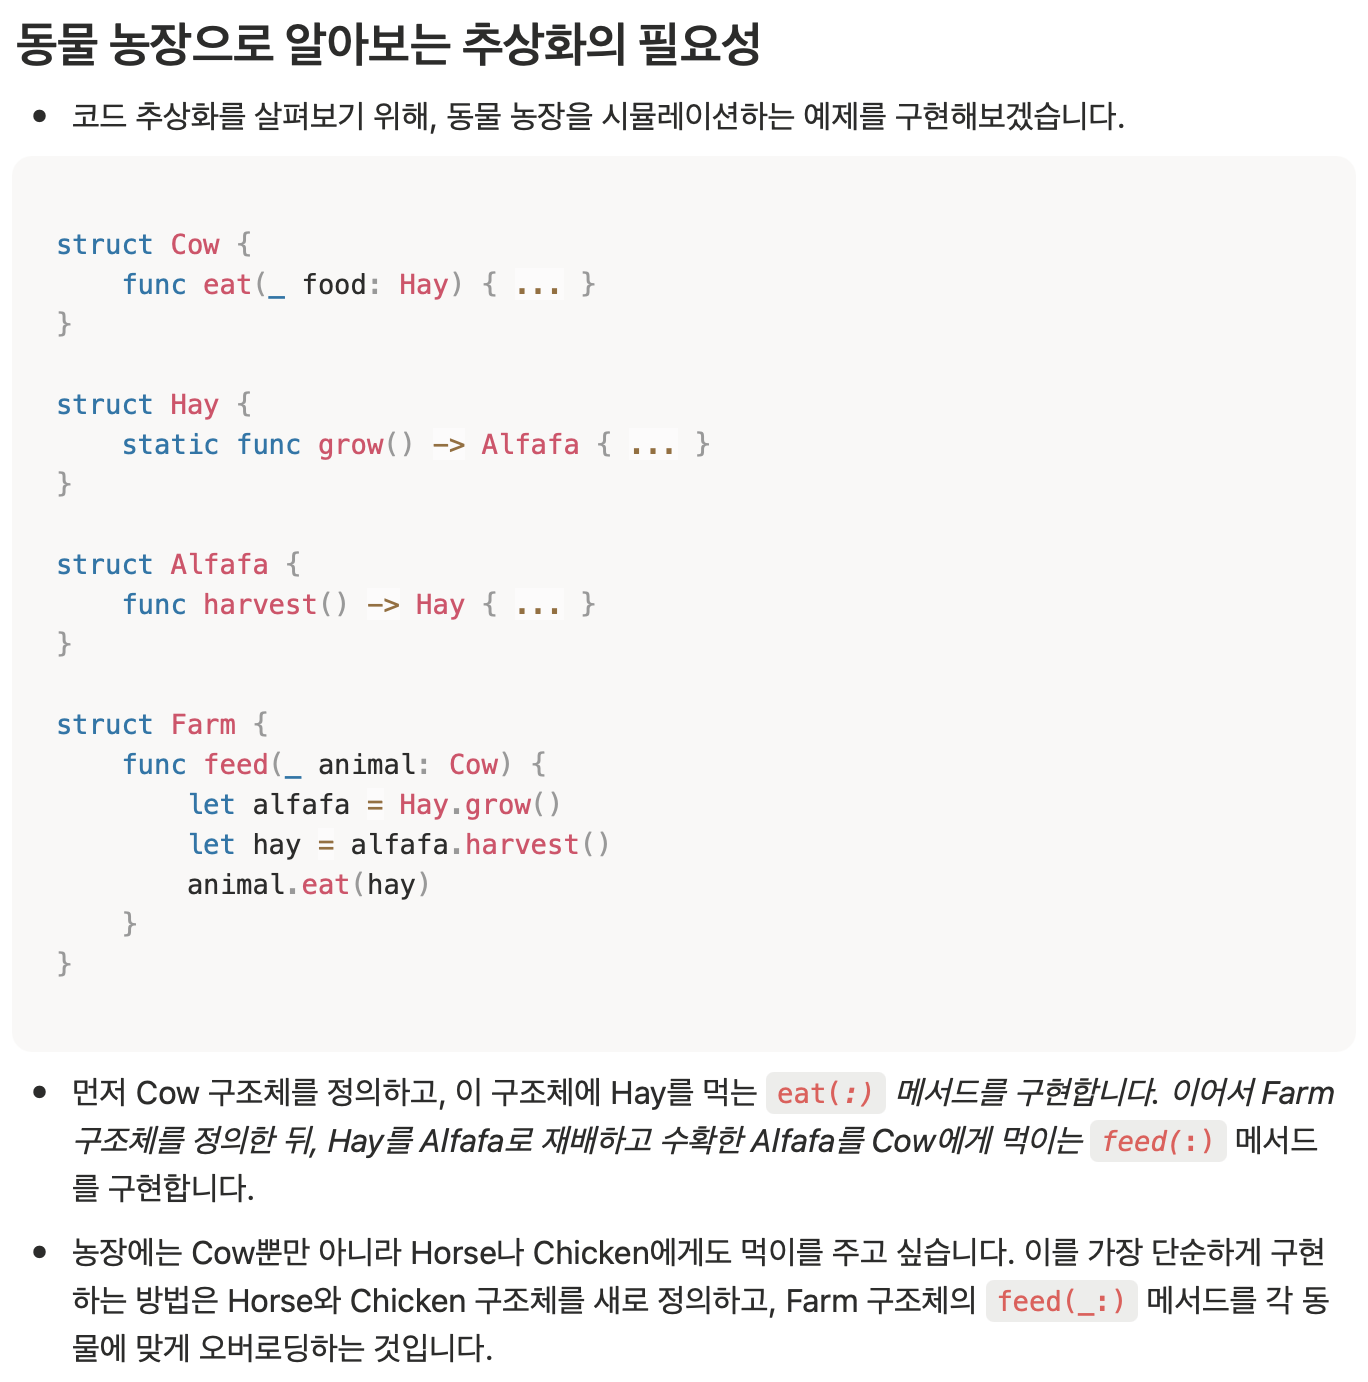 동물 농장으로 알아보는 추상화의 필요성
• 코드 추상화를 살펴보기 위해, 동물 농장을 시뮬레이션하는 예제를 구현해보겠습니다.
struct Cow {
    func eat(_ food: Hay) { ... }
}
struct Hay {
    static func grow() -> Alfafa { ... }
}
struct Alfafa {
    func harvest() -> Hay { ... }
}
struct Farm {
    func feed(_ animal: Cow) {
        let alfafa = Hay.grow()
        let hay = alfafa.harvest()
        animal.eat(hay)
    }
}
• 먼저 Cow 구조체를 정의하고, 이 구조체에 Hay를 먹는 eat(:) 메서드를 구현합니다. 이어서 Farm
구조체를 정의한 뒤, Hay를 Alfafa로 재배하고 수확한 Alfafa를 Cow에게 먹이는 feed(:) 메서드
를 구현합니다.
• 농장에는 Cow뿐만 아니라 Horse나 Chicken에게도 먹이를 주고 싶습니다. 이를 가장 단순하게 구현
하는 방법은 Horse와 Chicken 구조체를 새로 정의하고, Farm 구조체의 feed(_:) 메서드를 각 동
물에 맞게 오버로딩하는 것입니다.